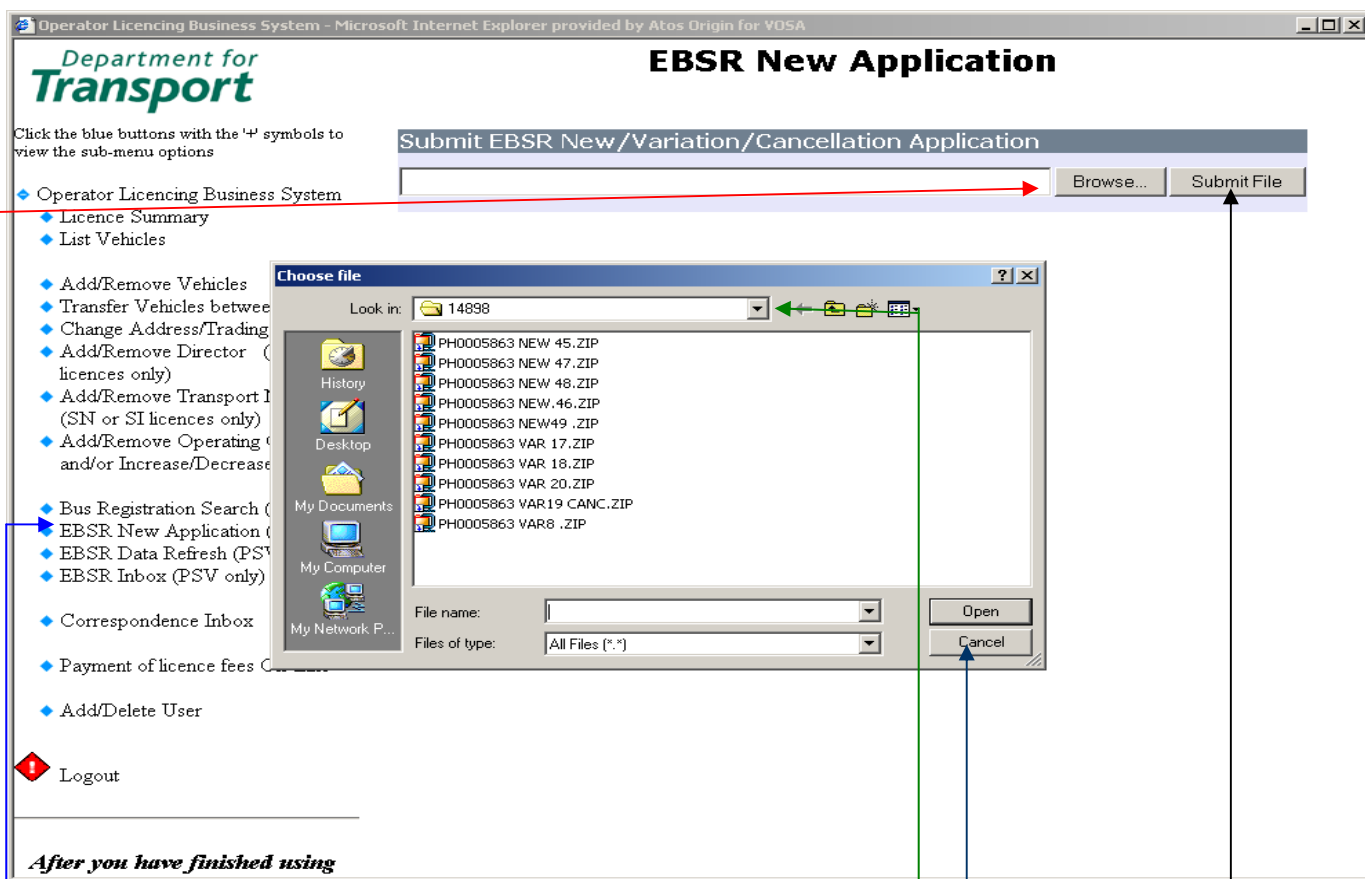 Operator Licencing Business System - Microsoft Internet Explorer provided by Atos Origin for VOSA
Department for
Transport
EBSR New Application
Click the blue buttons with the '+' symbols to
view the sub-menu options
Submit EBSR New/Variation/Cancellation Application
Browse...
Submit File
Operator Licencing Business System
Licence Summary
List Vehicles
Add/Remove Vehicles
Transfer Vehicles betwee
Change Address/Trading
Add/Remove Director (
licences only)
Add/Remove Transport
(SN or SI licences only)
Add/Remove Operating
and/or Increase/Decrease
Bus Registration Search (
EBSR New Application (
EBSR Data Refresh (PSV
EBSR Inbox (PSV only)
Correspondence Inbox
Payment of licence fees
Add/Delete User
Logout
After you have finished using
Choose file
Look in:
14898
History
Desktop
My Documents
My Computer
My Network P...
PH0005863 NEW 45.ZIP
PH0005863 NEW 47.ZIP
PH0005863 NEW 48.ZIP
PH0005863 NEW.46.ZIP
PH0005863 NEW49 .ZIP
PH0005863 VAR 17.ZIP
PH0005863 VAR 18.ZIP
PH0005863 VAR 20.ZIP
PH0005863 VAR19 CANC.ZIP
PH0005863 VAR8 .ZIP
File name:
Open
Files of type:
All Files (*.*)
Cancel